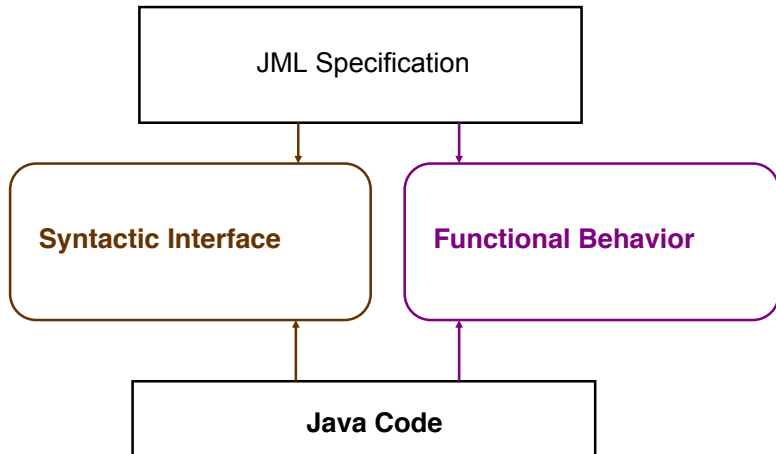 JML Specification
Syntactic Interface
Functional Behavior
Java Code